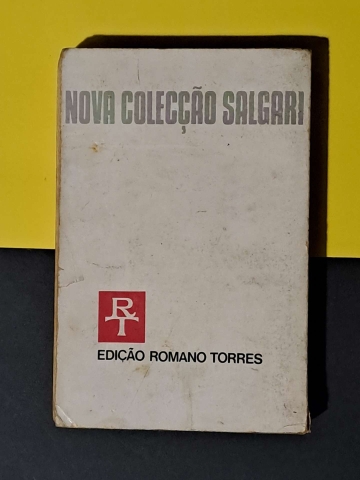 NOVA COLECÇÃO SALGARI
RT
EDIÇÃO ROMANO TORRES